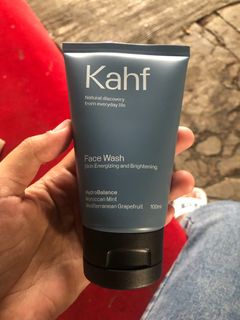 Kahf
Natural discovery
from everyday life
Face Wash
Skin Energizing and Brightening
HydroBalance
Moroccan Mint
Mediterranean Grapefruit 100ml